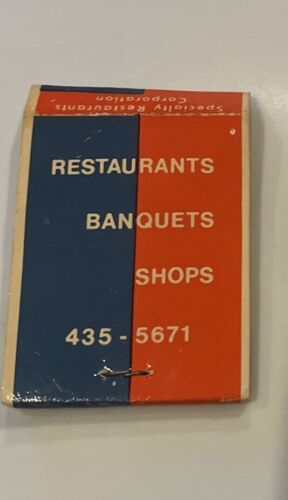 Specialty Restaurants
Corporation
RESTAURANTS
BANQUETS
SHOPS
435 - 5671